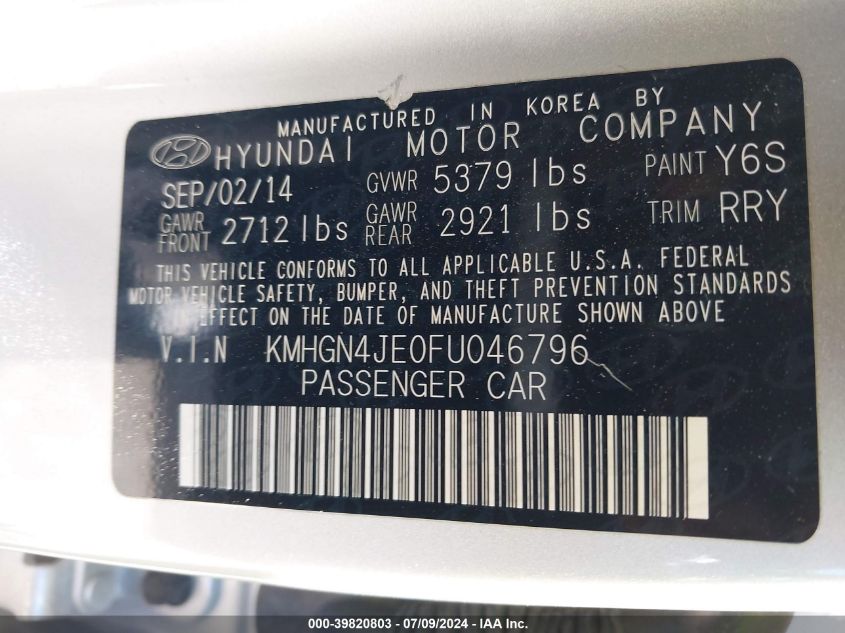 MANUFACTURED IN KOREA BY
HYUNDAI MOTOR COMPANY
SEP/02/14 GVWR 5379 lbs PAINT Y6S
GAWR FRONT 2712 lbs GAWR REAR 2921 lbs TRIM RRY
THIS VEHICLE CONFORMS TO ALL APPLICABLE U.S.A. FEDERAL
MOTOR VEHICLE SAFETY, BUMPER, AND THEFT PREVENTION STANDARDS
IN EFFECT ON THE DATE OF MANUFACTURE SHOWN ABOVE
V.I.N KMHGN4JE0FU046796
PASSENGER CAR
000-39820803 / 07/09/2024 - IAA Inc.